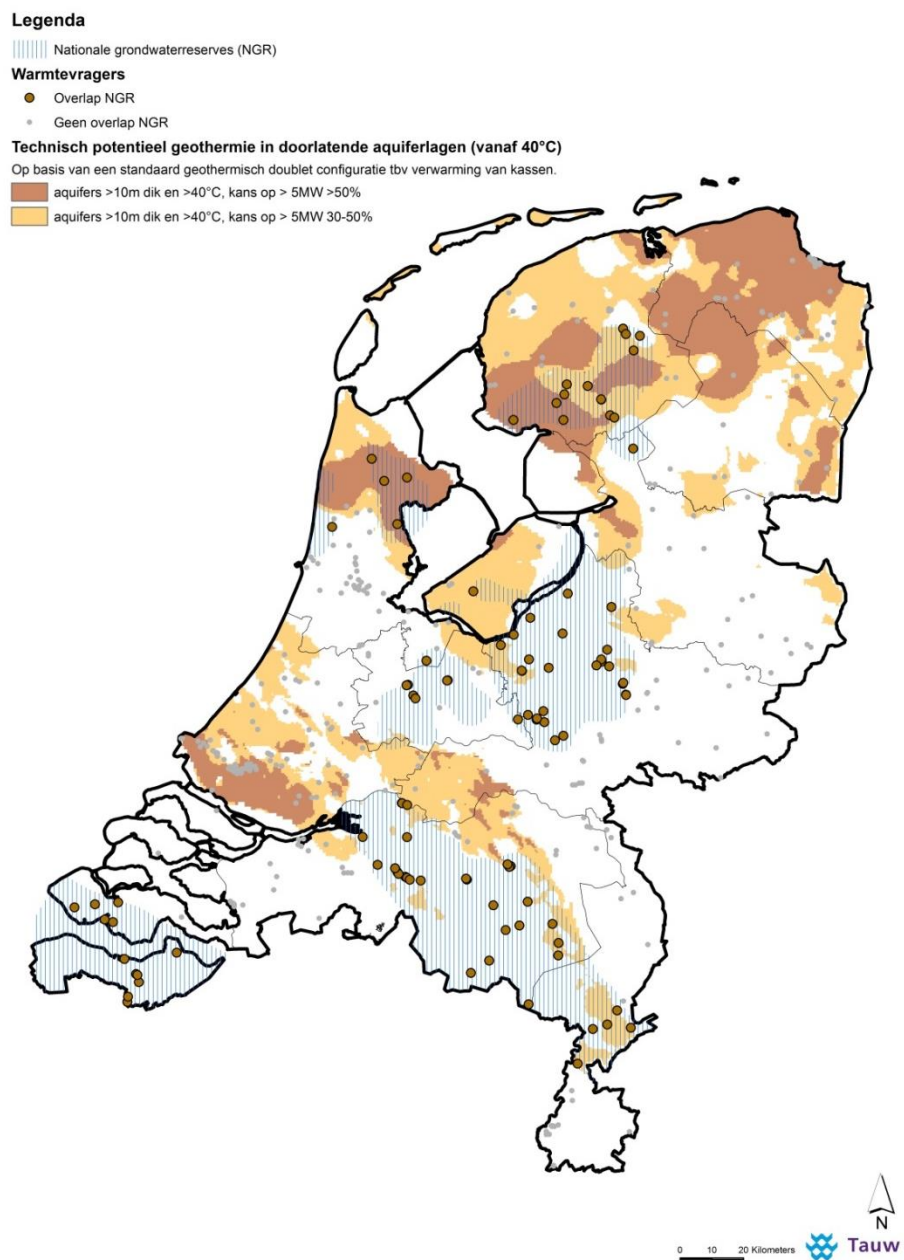 Legenda
Nationale grondwaterreserves (NGR)
Warmtevragers
Overlap NGR
Geen overlap NGR
Technisch potentieel geothermie in doorlatende aquiferlagen (vanaf 40°C)
Op basis van een standaard geothermisch doublet configuratie tbv verwarming van kassen.
aquifers >10m dik en >40°C, kans op > 5MW >50%
aquifers >10m dik en >40°C, kans op > 5MW 30-50%
N
0 10 20 Kilometers
Tauw